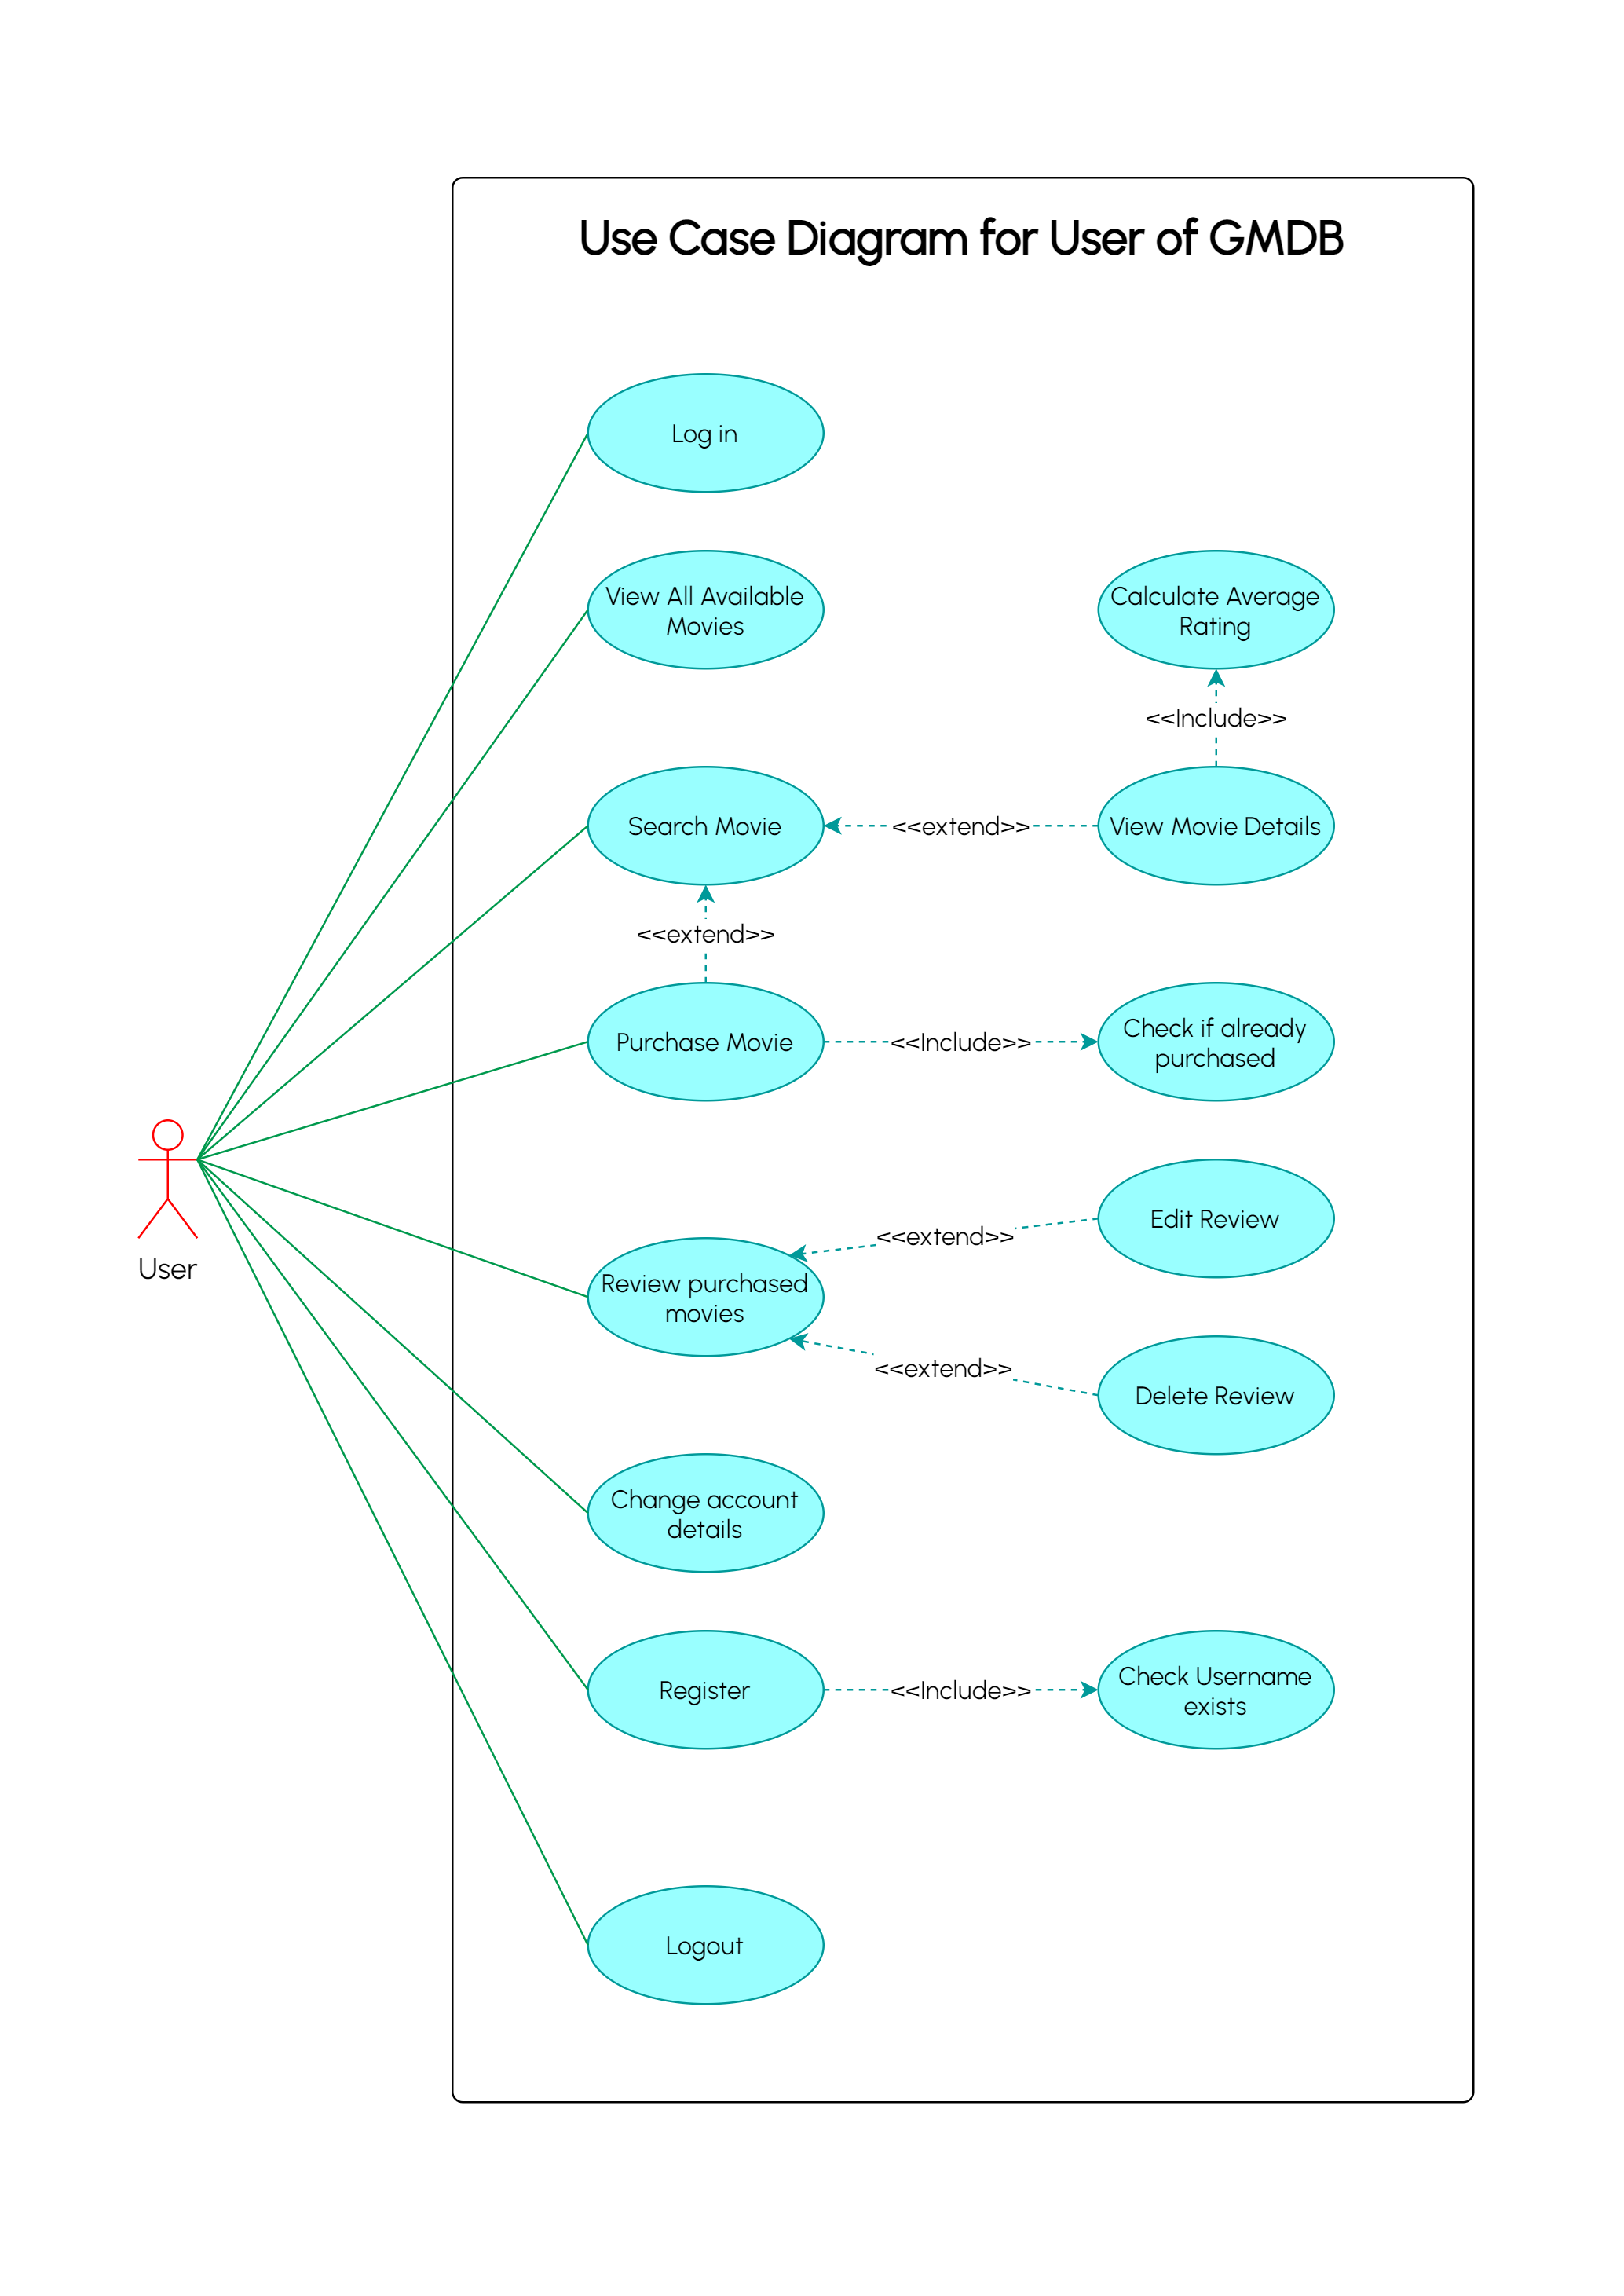 Use Case Diagram for User of GMDB
Log in
View All Available
Movies
Calculate Average
Rating
<<Include>>
Search Movie
<<extend>>
View Movie Details
<<extend>>
Purchase Movie
<<Include>>
Check if already
purchased
User
Edit Review
<<extend>>
Review purchased
movies
<<extend>>
Delete Review
Change account
details
Register
<<Include>>
Check Username
exists
Logout